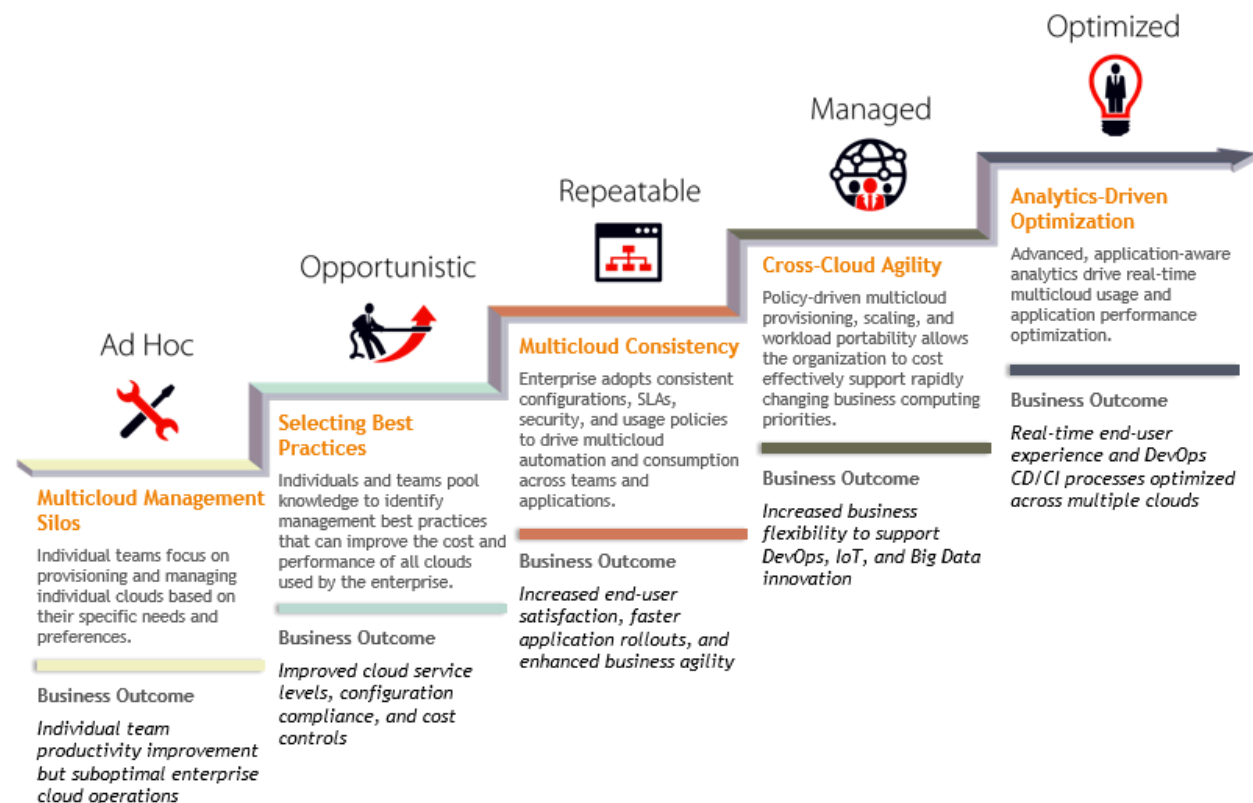 Ad Hoc
Multicloud Management
Silos
Individual teams focus on
provisioning and managing
individual clouds based on
their specific needs and
preferences.
Business Outcome
Individual team
productivity improvement
but suboptimal enterprise
cloud operations
Opportunistic
Selecting Best
Practices
Individuals and teams pool
knowledge to identify
management best practices
that can improve the cost and
performance of all clouds
used by the enterprise.
Business Outcome
Improved cloud service
levels, configuration
compliance, and cost
controls
Repeatable
Multicloud Consistency
Enterprise adopts consistent
configurations, SLAs,
security, and usage policies
to drive multicloud
automation and consumption
across teams and
applications.
Business Outcome
Increased end-user
satisfaction, faster
application rollouts, and
enhanced business agility
Managed
Cross-Cloud Agility
Policy-driven multicloud
provisioning, scaling, and
workload portability allows
the organization to cost
effectively support rapidly
changing business computing
priorities.
Business Outcome
Increased business
flexibility to support
DevOps, IoT, and Big Data
innovation
Optimized
Analytics-Driven
Optimization
Advanced, application-aware
analytics drive real-time
multicloud usage and
application performance
optimization.
Business Outcome
Real-time end-user
experience and DevOps
CD/CI processes optimized
across multiple clouds